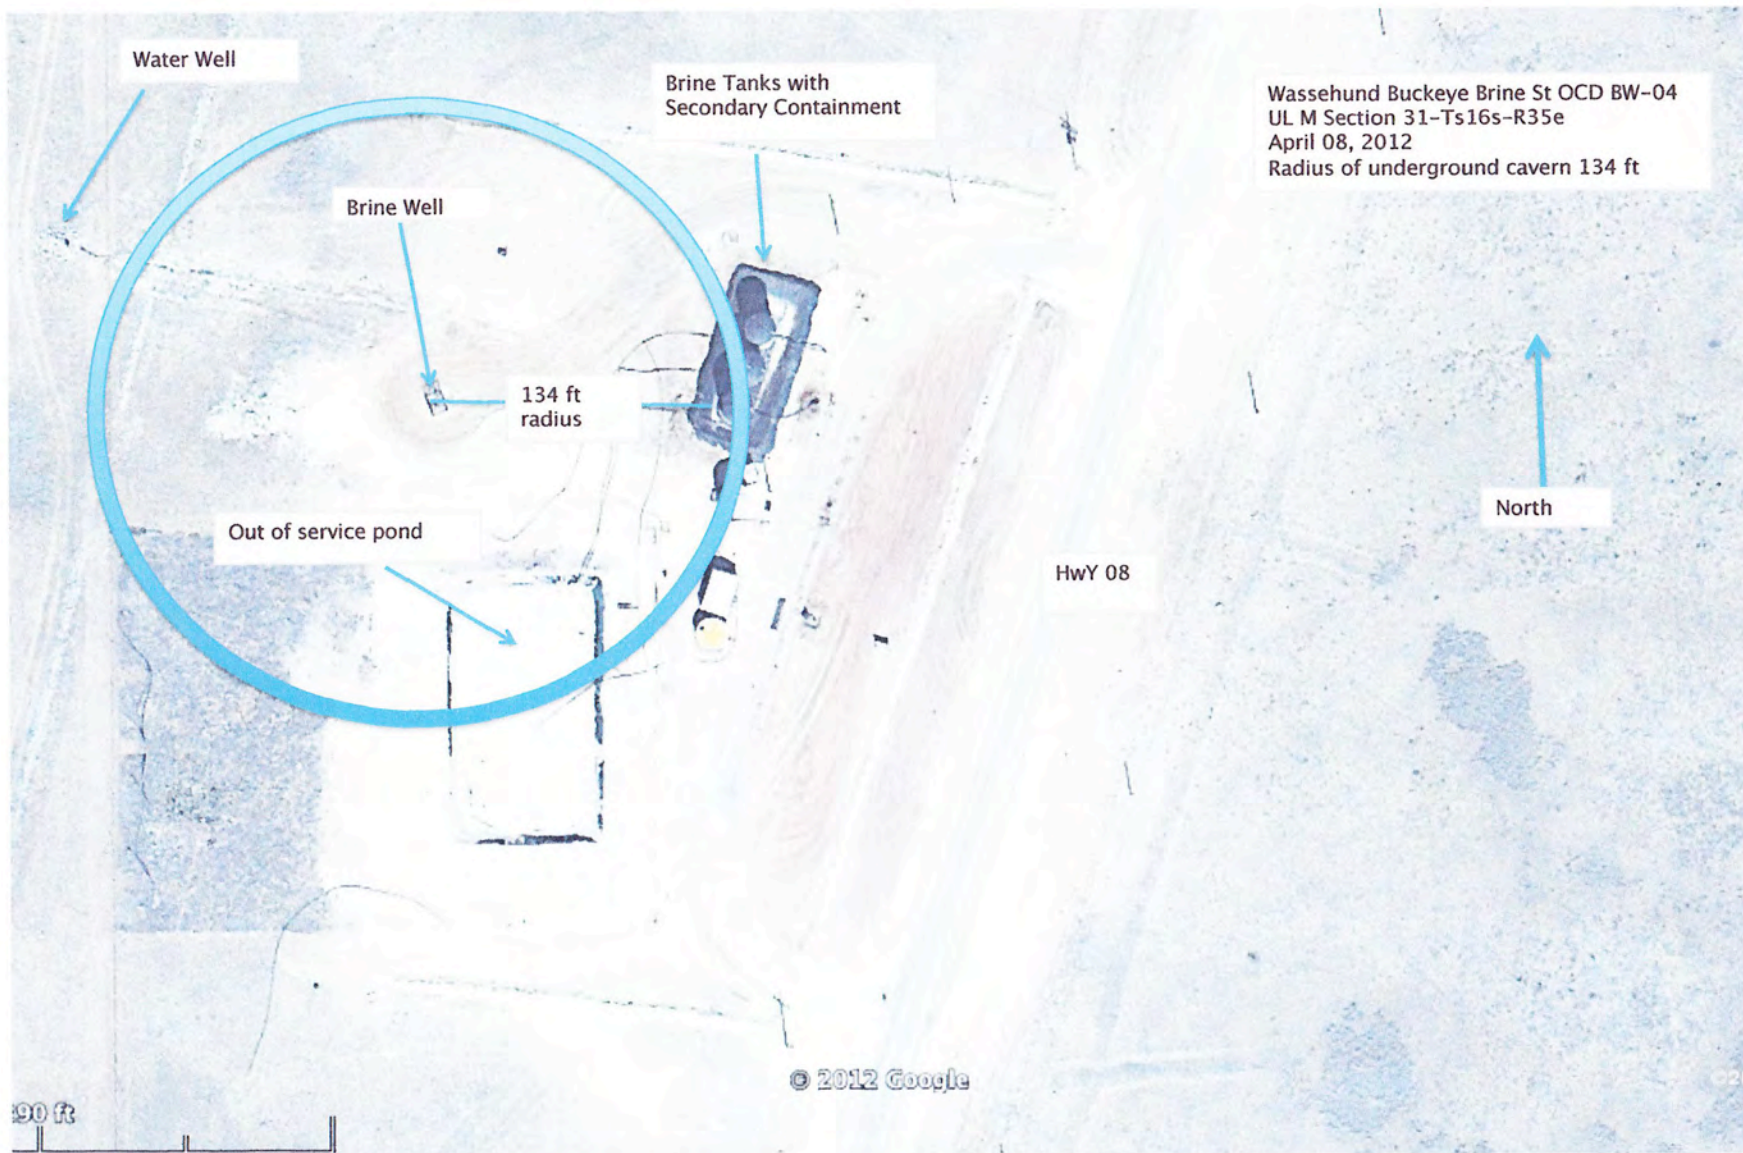 Water Well
Brine Tanks with
Secondary Containment
Wassehund Buckeye Brine St OCD BW-04
UL M Section 31-Ts16s-R35e
April 08, 2012
Radius of underground cavern 134 ft
Brine Well
134 ft
radius
North
Out of service pond
HwY 08
© 2012 Google
90 ft